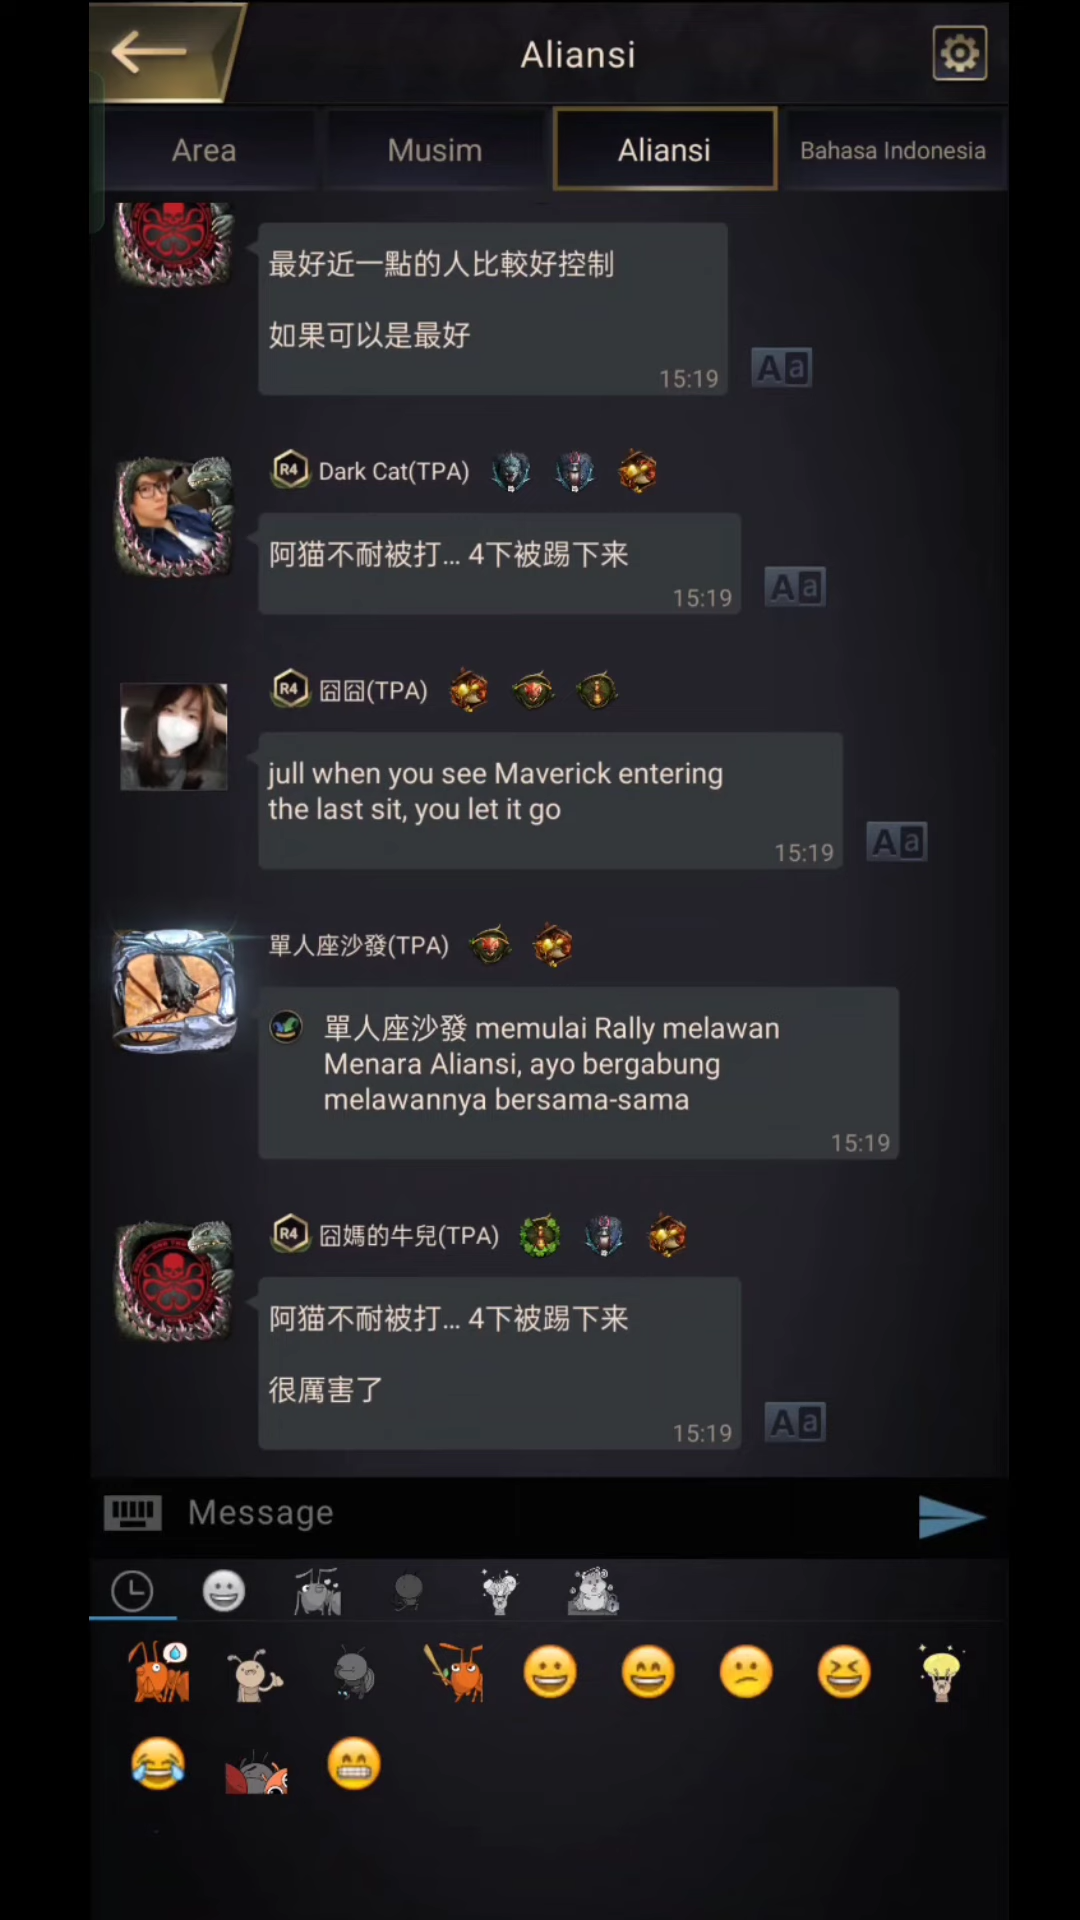 Aliansi
Area
Musim
Aliansi
Bahasa Indonesia
最好近一點的人比較好控制
如果可以是最好
15:19
Aa
R4 Dark Cat(TPA)
阿猫不耐被打... 4下被踢下来
15:19
Aa
R4 囧囧(TPA)
jull when you see Maverick entering
the last sit, you let it go
15:19
Aa
單人座沙發(TPA)
單人座沙發 memulai Rally melawan
Menara Aliansi, ayo bergabung
melawannya bersama-sama
15:19
R4 囧媽的牛兒(TPA)
阿猫不耐被打... 4下被踢下来
很厲害了
15:19
Aa
Message